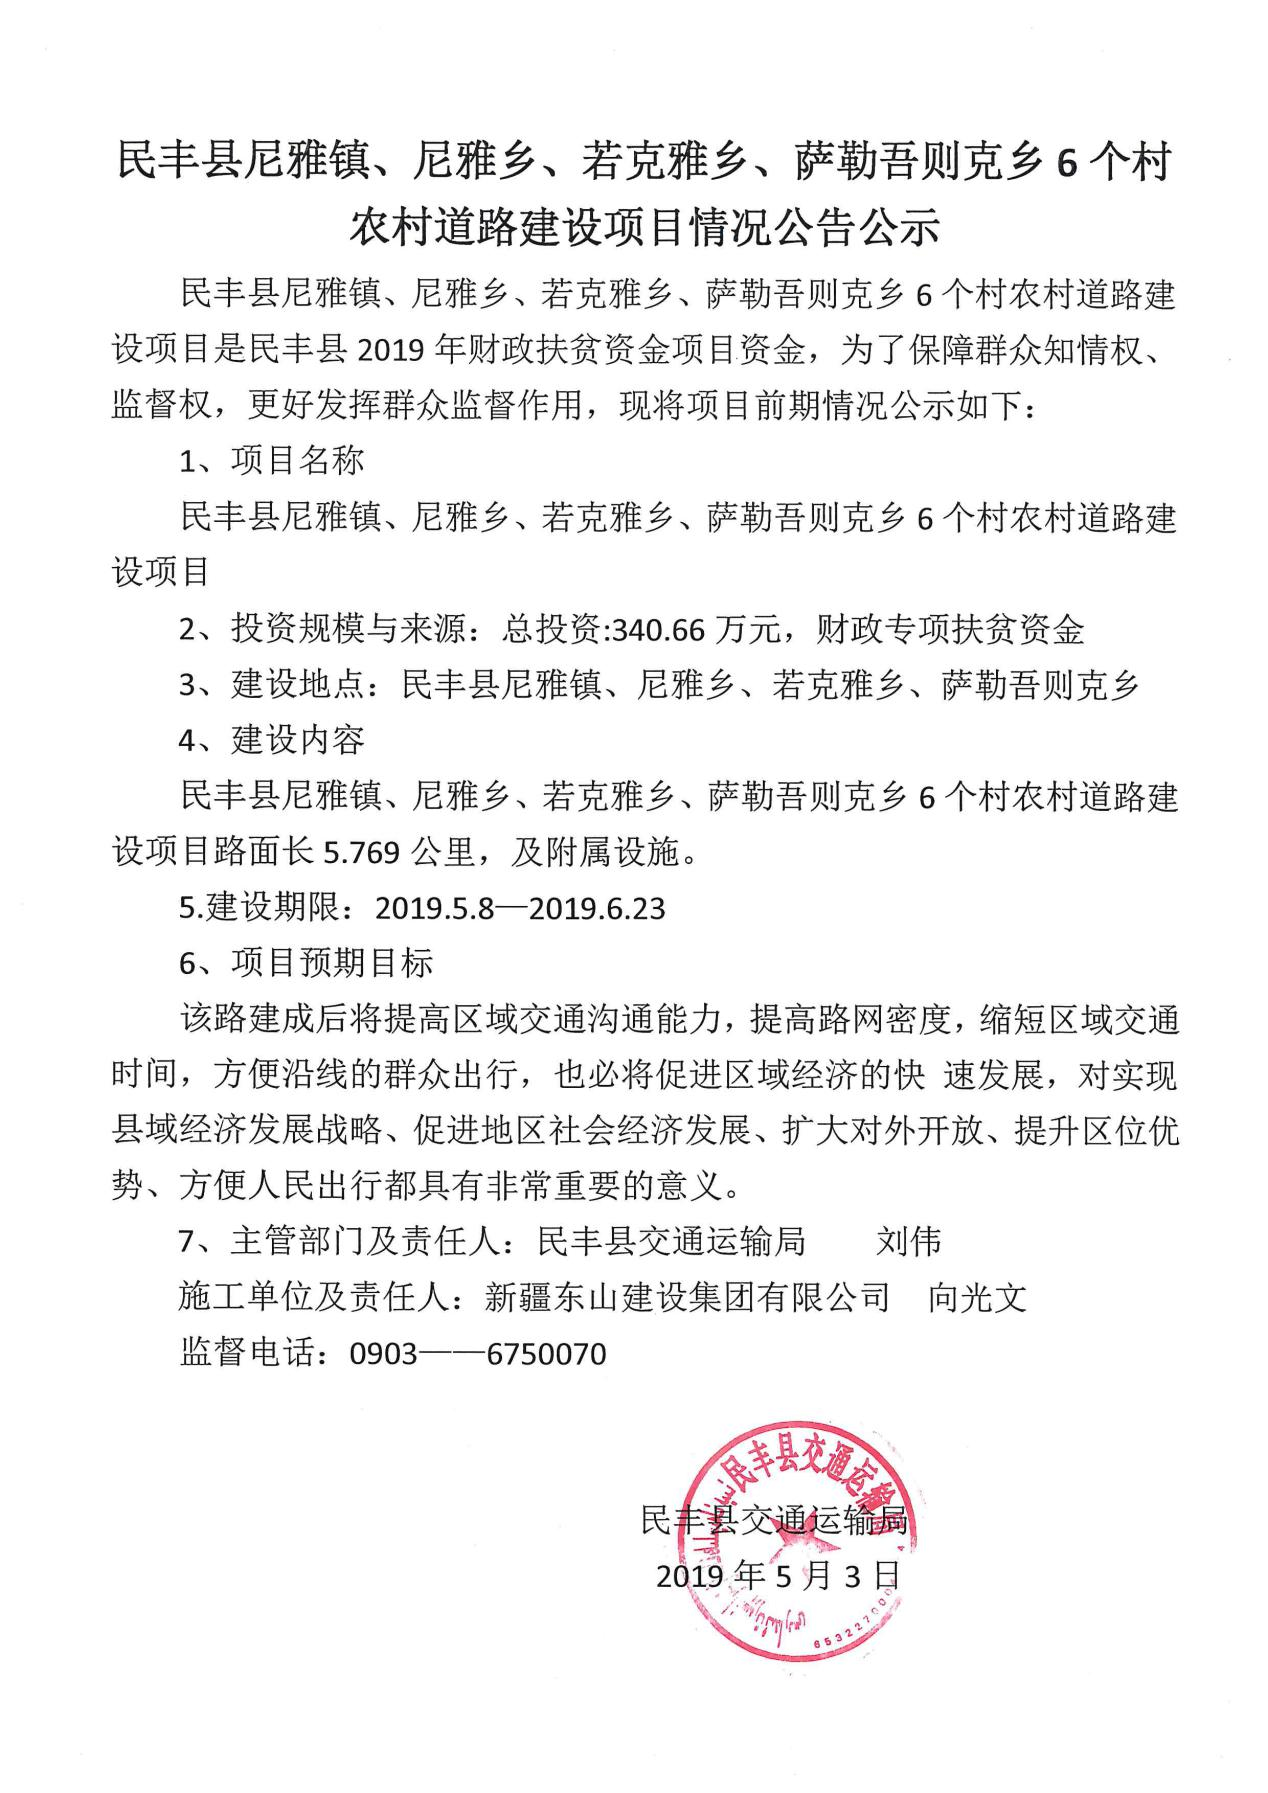 民丰县尼雅镇、尼雅乡、若克雅乡、萨勒吾则克乡 6 个村
农村道路建设项目情况公告公示
民丰县尼雅镇、尼雅乡、若克雅乡、萨勒吾则克乡 6 个村农村道路建
设项目是民丰县 2019 年财政扶贫资金项目资金，为了保障群众知情权、
监督权，更好发挥群众监督作用，现将项目前期情况公示如下：
1、项目名称
民丰县尼雅镇、尼雅乡、若克雅乡、萨勒吾则克乡 6 个村农村道路建
设项目
2、投资规模与来源：总投资:340.66 万元，财政专项扶贫资金
3、建设地点：民丰县尼雅镇、尼雅乡、若克雅乡、萨勒吾则克乡
4、建设内容
民丰县尼雅镇、尼雅乡、若克雅乡、萨勒吾则克乡 6 个村农村道路建
设项目路面长 5.769 公里，及附属设施。
5.建设期限：2019.5.8—2019.6.23
6、项目预期目标
该路建成后将提高区域交通沟通能力，提高路网密度，缩短区域交通
时间，方便沿线的群众出行，也必将促进区域经济的快 速发展，对实现
县域经济发展战略、促进地区社会经济发展、扩大对外开放、提升区位优
势、方便人民出行都具有非常重要的意义。
7、主管部门及责任人：民丰县交通运输局 刘伟
施工单位及责任人：新疆东山建设集团有限公司 向光文
监督电话：0903——6750070
民丰县交通运输局
民丰县交通运输局
2019 年 5 月 3 日